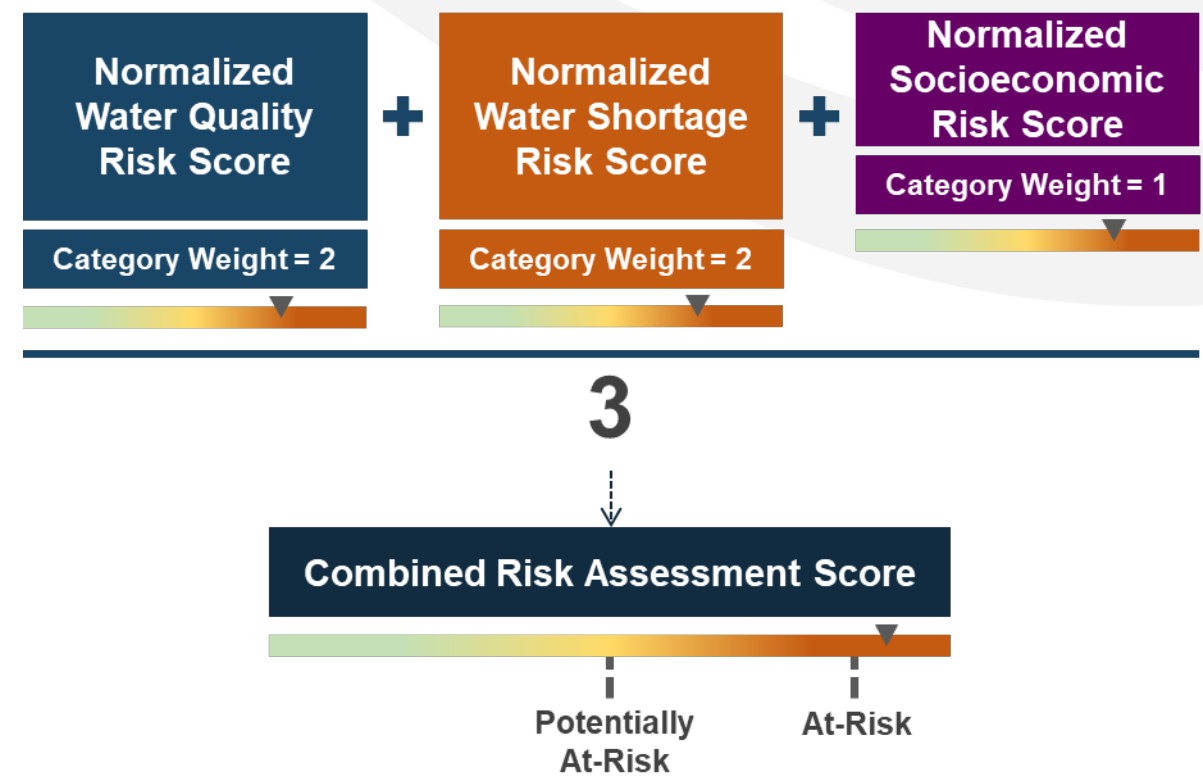 Normalized
Water Quality
Risk Score
Category Weight = 2
+
Normalized
Water Shortage
Risk Score
Category Weight = 2
+
Normalized
Socioeconomic
Risk Score
Category Weight = 1
3
Combined Risk Assessment Score
Potentially
At-Risk
At-Risk